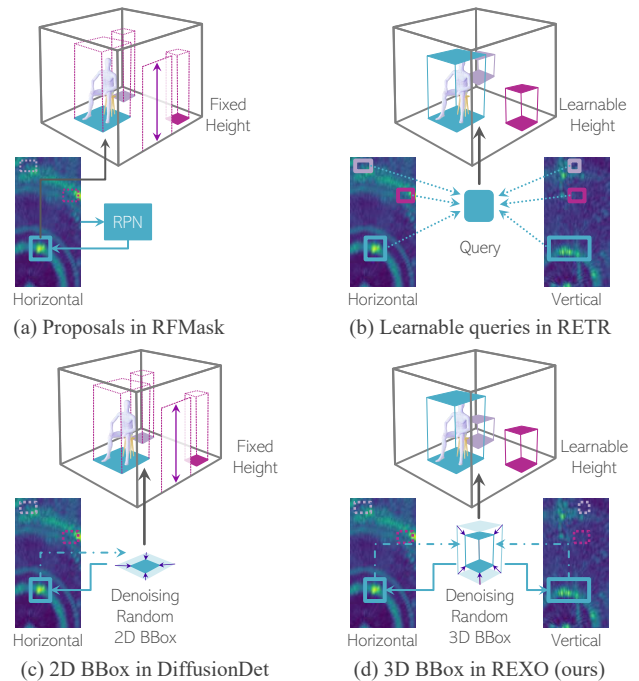 Fixed
Height
RPN
Horizontal
(a) Proposals in RFMask
Learnable
Height
Query
Horizontal
Vertical
(b) Learnable queries in RETR
Fixed
Height
Denoising
Random
2D BBox
Horizontal
(c) 2D BBox in DiffusionDet
Learnable
Height
Denoising
Random
3D BBox
Horizontal
Vertical
(d) 3D BBox in REXO (ours)